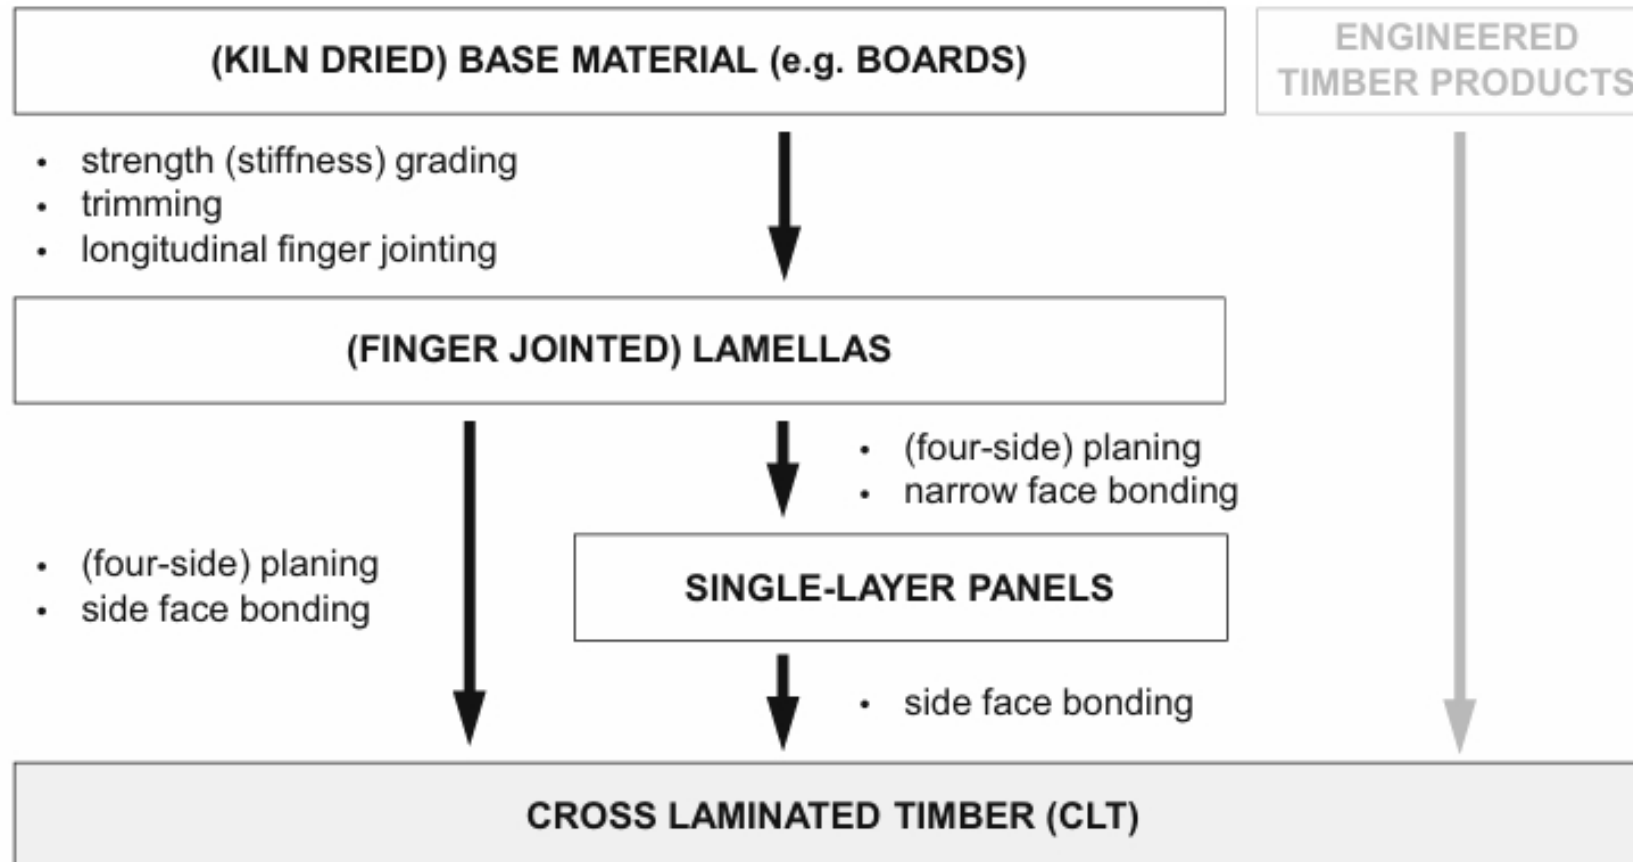 (KILN DRIED) BASE MATERIAL (e.g. BOARDS)
ENGINEERED
TIMBER PRODUCTS
• strength (stiffness) grading
• trimming
• longitudinal finger jointing
(FINGER JOINTED) LAMELLAS
• (four-side) planing
• narrow face bonding
• (four-side) planing
• side face bonding
SINGLE-LAYER PANELS
• side face bonding
CROSS LAMINATED TIMBER (CLT)